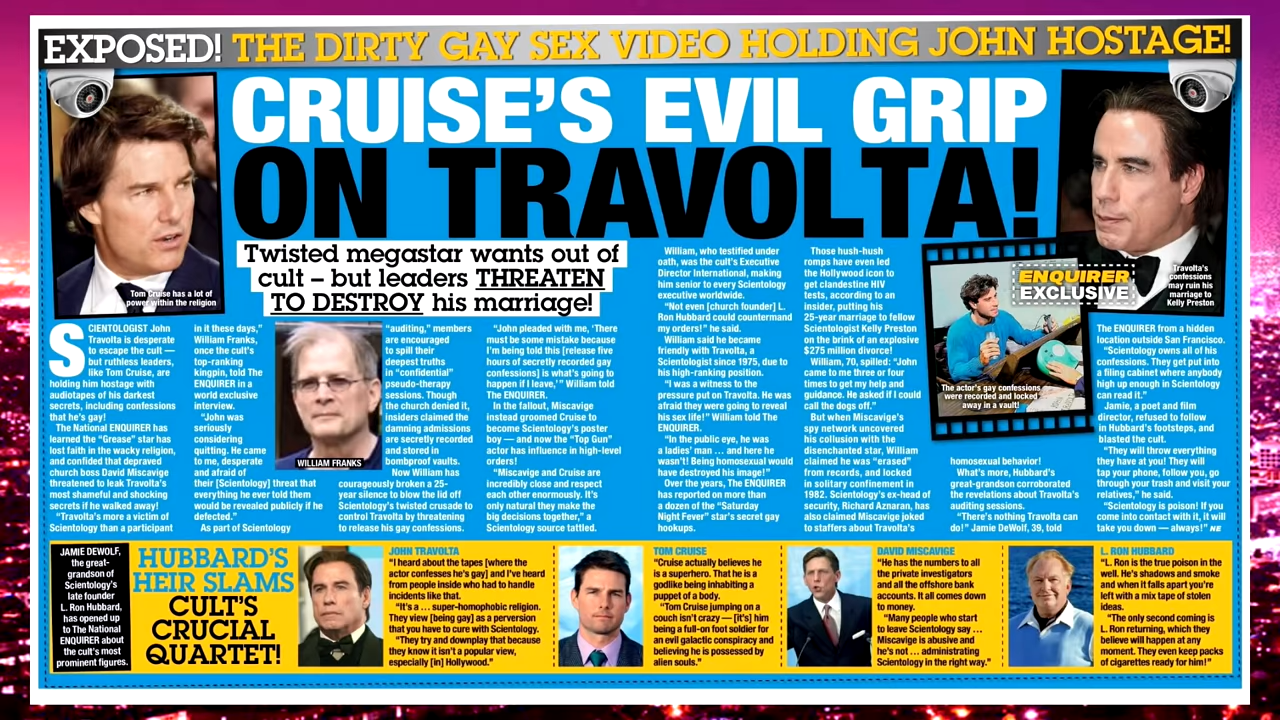 EXPOSED! THE DIRTY GAY SEX VIDEO HOLDING JOHN HOSTAGE!
CRUISE'S EVIL GRIP
ON TRAVOLTA!
Tom Cruise has a lot of
power within the religion
Twisted megastar wants out of
cult – but leaders THREATEN
TO DESTROY his marriage!
SCIENTOLOGIST John
Travolta is desperate
to escape the cult —
but ruthless leaders,
like Tom Cruise, are
holding him hostage with
audiotapes of his darkest
secrets, including confessions
that he's gay!
The National ENQUIRER has
learned the "Grease" star has
lost faith in the wacky religion,
and confided that depraved
church boss David Miscavige
threatened to leak Travolta's
most shameful and shocking
secrets if he walked away!
"Travolta's more a victim of
Scientology than a participant
in it these days,"
William Franks,
once the cult's
top-ranking
kingpin, told The
ENQUIRER in a
world exclusive
interview.
"John was
seriously
considering
quitting. He came
to me, desperate
and afraid of
their [Scientology] threat that
everything he ever told them
would be revealed publicly if he
defected."
As part of Scientology
WILLIAM FRANKS
"auditing," members
are encouraged
to spill their
deepest truths
in "confidential"
pseudo-therapy
sessions. Though
the church denied it,
insiders claimed the
damning admissions
are secretly recorded
and stored in
bombproof vaults.
Now William has
courageously broken a 25-
year silence to blow the lid off
Scientology's twisted crusade to
control Travolta by threatening
to release his gay confessions.
"John pleaded with me, 'There
must be some mistake because
I'm being told this [release five
hours of secretly recorded gay
confessions] is what's going to
happen if I leave,'" William told
The ENQUIRER.
In the fallout, Miscavige
instead groomed Cruise to
become Scientology's poster
boy — and now the "Top Gun"
actor has influence in high-level
orders!
"Miscavige and Cruise are
incredibly close and respect
each other enormously. It's
only natural they make the
big decisions together," a
Scientology source tattled.
William, who testified under
oath, was the cult's Executive
Director International, making
him senior to every Scientology
executive worldwide.
"Not even [church founder] L.
Ron Hubbard could countermand
my orders!" he said.
William said he became
friendly with Travolta, a
Scientologist since 1975, due to
his high-ranking position.
"I was a witness to the
pressure put on Travolta. He was
afraid they were going to reveal
his sex life!" William told The
ENQUIRER.
"In the public eye, he was
a ladies' man ... and here he
wasn't! Being homosexual would
have destroyed his image!"
Over the years, The ENQUIRER
has reported on more than
a dozen of the "Saturday
Night Fever" star's secret gay
hookups.
Those hush-hush
romps have even led
the Hollywood icon to
get clandestine HIV
tests, according to an
insider, putting his
25-year marriage to fellow
Scientologist Kelly Preston
on the brink of an explosive
$275 million divorce!
William, 70, spilled: "John
came to me three or four
times to get my help and
guidance. He asked if I could
call the dogs off."
But when Miscavige's
spy network uncovered
his collusion with the
disenchanted star, William
claimed he was "erased"
from records, and locked
in solitary confinement in
1982. Scientology's ex-head of
security, Richard Aznaran, has
also claimed Miscavige joked
to staffers about Travolta's
ENQUIRER
EXCLUSIVE
Travolta's
confessions
may ruin his
marriage to
Kelly Preston
The actor's gay confessions
were recorded and locked
away in a vault!
homosexual behavior!
What's more, Hubbard's
great-grandson corroborated
the revelations about Travolta's
auditing sessions.
"There's nothing Travolta can
do!" Jamie DeWolf, 39, told
The ENQUIRER from a hidden
location outside San Francisco.
"Scientology owns all of his
confessions. They get put into
a filing cabinet where anybody
high up enough in Scientology
can read it."
Jamie, a poet and film
director, refused to follow
in Hubbard's footsteps, and
blasted the cult.
"They will throw everything
they have at you! They will
tap your phone, follow you, go
through your trash and visit your
relatives," he said.
"Scientology is poison! If you
come into contact with it, it will
take you down — always!" NE
JAMIE DEWOLF,
the great-
grandson of
Scientology's
late founder
L. Ron Hubbard,
has opened up
to The National
ENQUIRER about
the cult's most
prominent figures.
HUBBARD'S
HEIR SLAMS
CULT'S
CRUCIAL
QUARTET!
JOHN TRAVOLTA
"I heard about the tapes [where the
actor confesses he's gay] and I've heard
from people inside who had to handle
incidents like that.
"It's a ... super-homophobic religion.
They view [being gay] as a perversion
that you have to cure with Scientology.
"They try and downplay that because
they know it isn't a popular view,
especially [in] Hollywood."
TOM CRUISE
"Cruise actually believes he
is a superhero. That he is a
godlike being inhabiting a
puppet of a body.
"Tom Cruise jumping on a
couch isn't crazy — [it's] him
being a full-on foot soldier for
an evil galactic conspiracy and
believing he is possessed by
alien souls."
DAVID MISCAVIGE
"He has the numbers to all
the private investigators
and all the offshore bank
accounts. It all comes down
to money.
"Many people who start
to leave Scientology say ...
Miscavige is abusive and
he's not ... administrating
Scientology in the right way."
L. RON HUBBARD
"L. Ron is the true poison in the
well. He's shadows and smoke
and when it falls apart you're
left with a mix tape of stolen
ideas.
"The only second coming is
L. Ron returning, which they
believe will happen at any
moment. They even keep packs
of cigarettes ready for him!"